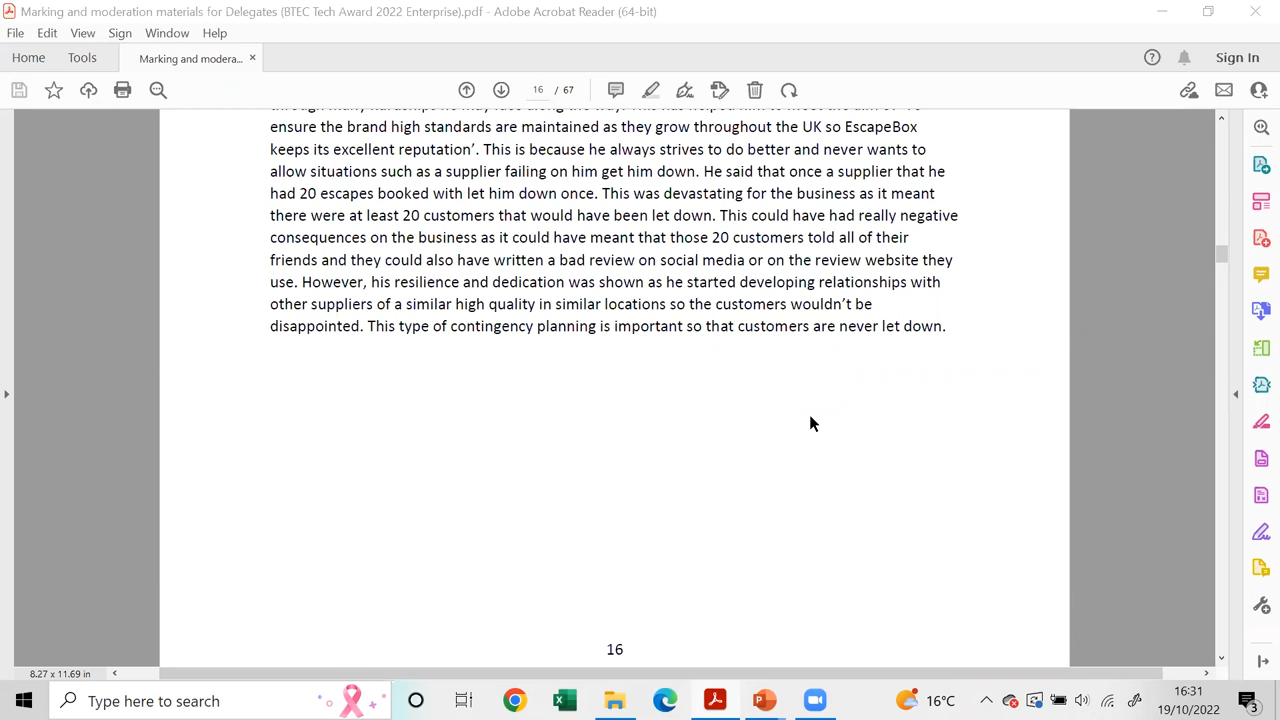 Marking and moderation materials for Delegates (BTEC Tech Award 2022 Enterprise).pdf - Adobe Acrobat Reader (64-bit)
File Edit View Sign Window Help
Home Tools Marking and modera... ×
Sign In
16 / 67
ensure the brand high standards are maintained as they grow throughout the UK so EscapeBox
keeps its excellent reputation’. This is because he always strives to do better and never wants to
allow situations such as a supplier failing on him get him down. He said that once a supplier that he
had 20 escapes booked with let him down once. This was devastating for the business as it meant
there were at least 20 customers that would have been let down. This could have had really negative
consequences on the business as it could have meant that those 20 customers told all of their
friends and they could also have written a bad review on social media or on the review website they
use. However, his resilience and dedication was shown as he started developing relationships with
other suppliers of a similar high quality in similar locations so the customers wouldn’t be
disappointed. This type of contingency planning is important so that customers are never let down.
16
8.27 x 11.69 in
Type here to search
16°C
16:31
19/10/2022
3